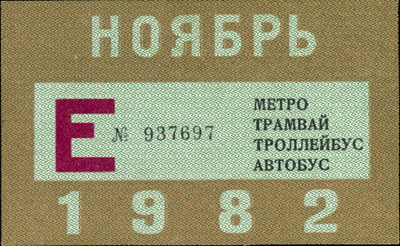 НОЯБРЬ
Е № 937697
МЕТРО
ТРАМВАЙ
ТРОЛЛЕЙБУС
АВТОБУС
1982